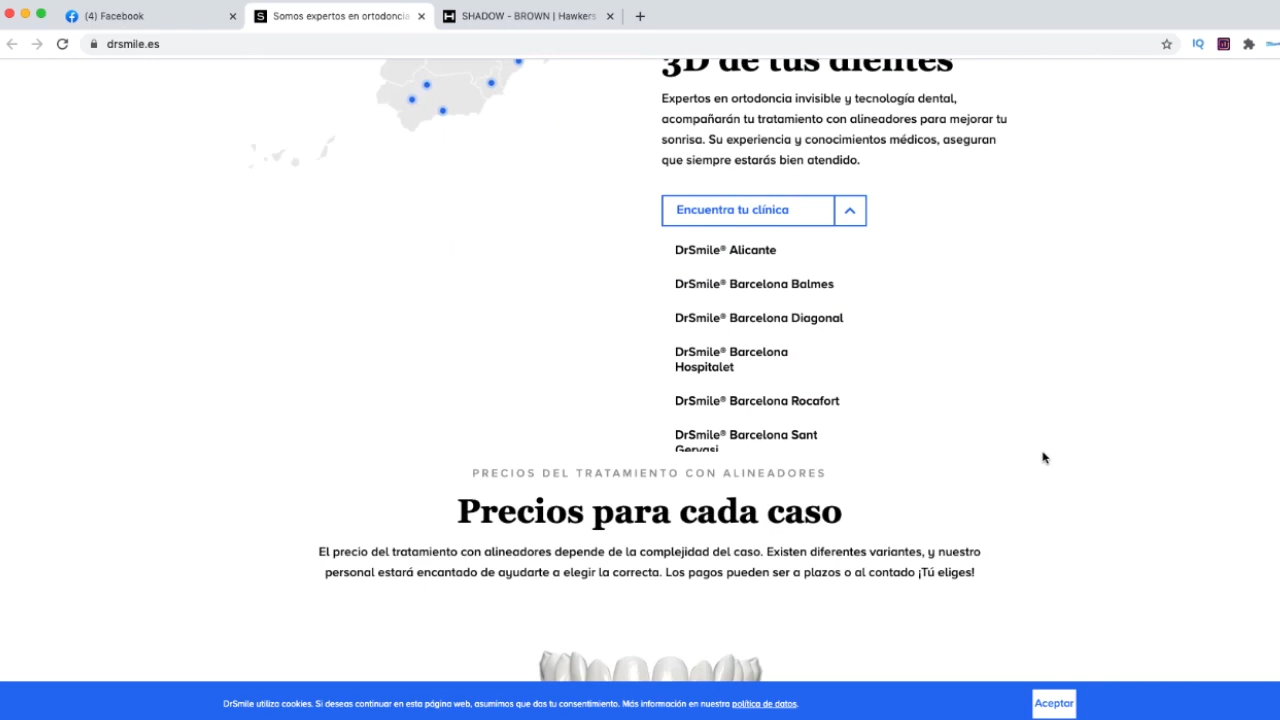 (4) Facebook
Somos expertos en ortodoncia
SHADOW - BROWN | Hawkers
drsmile.es
IQ
3D de tus dientes
Expertos en ortodoncia invisible y tecnología dental,
acompañarán tu tratamiento con alineadores para mejorar tu
sonrisa. Su experiencia y conocimientos médicos, aseguran
que siempre estarás bien atendido.
Encuentra tu clínica
DrSmile® Alicante
DrSmile® Barcelona Balmes
DrSmile® Barcelona Diagonal
DrSmile® Barcelona
Hospitalet
DrSmile® Barcelona Rocafort
DrSmile® Barcelona Sant
Gervasi
PRECIOS DEL TRATAMIENTO CON ALINEADORES
Precios para cada caso
El precio del tratamiento con alineadores depende de la complejidad del caso. Existen diferentes variantes, y nuestro
personal estará encantado de ayudarte a elegir la correcta. Los pagos pueden ser a plazos o al contado ¡Tú eliges!
DrSmile utiliza cookies. Si deseas continuar en esta página web, asumimos que das tu consentimiento. Más información en nuestra política de datos.
Aceptar